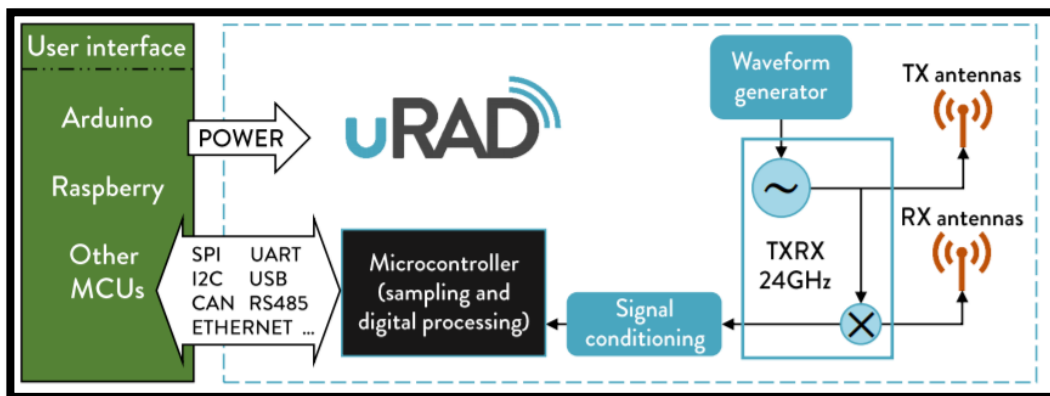 User interface
Arduino
Raspberry
Other
MCUs
POWER
SPI UART
I2C USB
CAN RS485
ETHERNET ...
uRAD
Microcontroller
(sampling and
digital processing)
Signal
conditioning
Waveform
generator
~
TXRX
24GHz
TX antennas
RX antennas